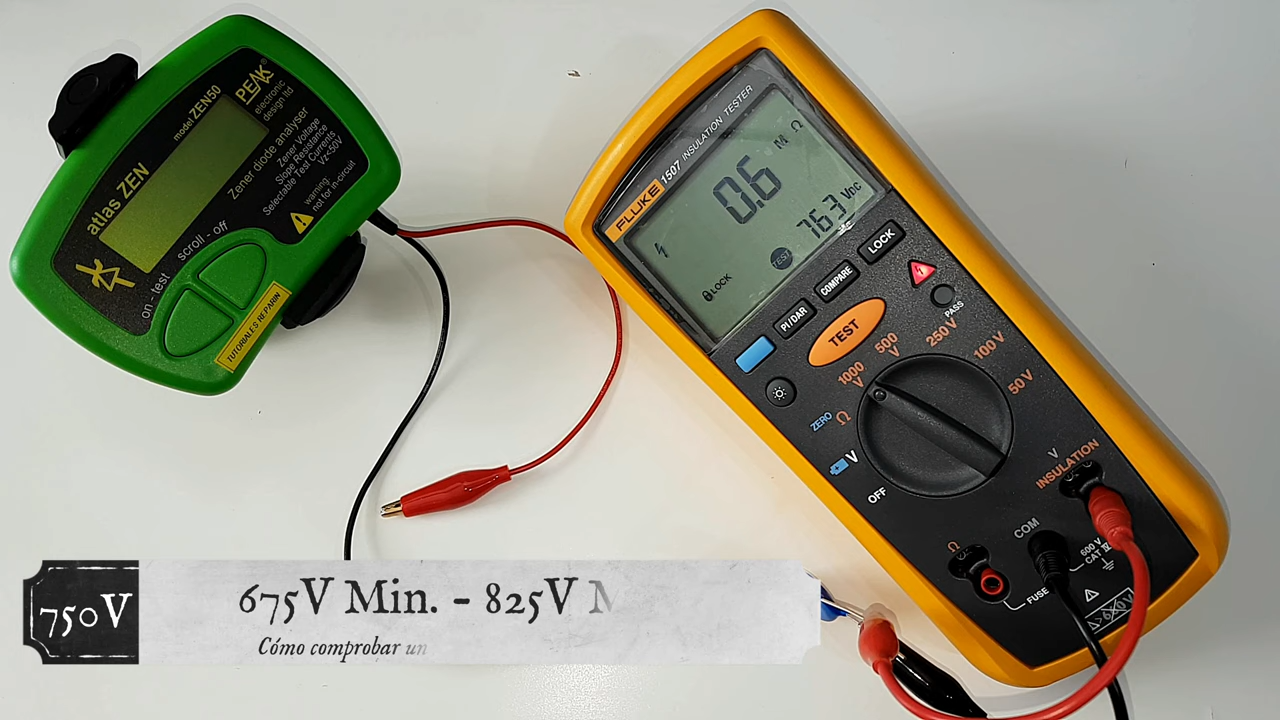 atlas ZEN
model ZEN50
PEAK®
electronic
design ltd
Zener diode analyser
Zener Voltage
Slope Resistance
Selectable Test Currents
Vz<50V
warning:
not for in-circuit
on - test
scroll - off
TUTORIALES REPARIN
FLUKE 1507 INSULATION TESTER
0.6 M Ω
763 VDC
LOCK
TEST
PI/DAR
COMPARE
LOCK
TEST
PASS
1000 V
500 V
250 V
100 V
50 V
ZERO Ω
V
OFF
V
INSULATION
COM
Ω
FUSE
600 V
CAT IV
750V
675V Min. - 825V M
Cómo comprobar un